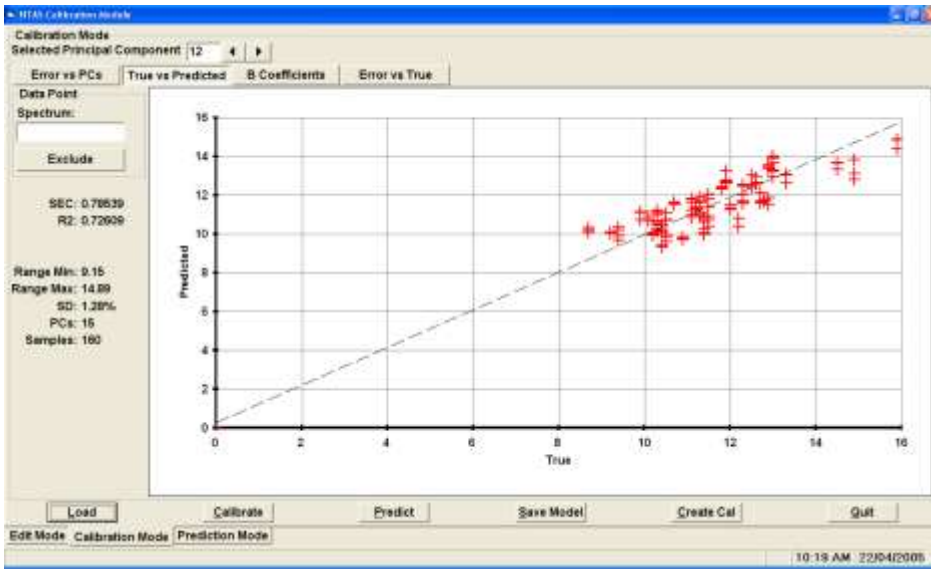 NTAS Calibration Module
Calibration Mode
Selected Principal Component 12
Error vs PCs True vs Predicted B Coefficients Error vs True
Data Point
Spectrum:
Exclude
SEC: 0.78539
R2: 0.72609
Range Min: 9.15
Range Max: 14.89
SD: 1.28%
PCs: 15
Samples: 160
16
14
12
10
8
6
4
2
0
Predicted
0 2 4 6 8 10 12 14 16
True
Load Calibrate Predict Save Model Create Cal Quit
Edit Mode Calibration Mode Prediction Mode
10:19 AM 22/04/2005